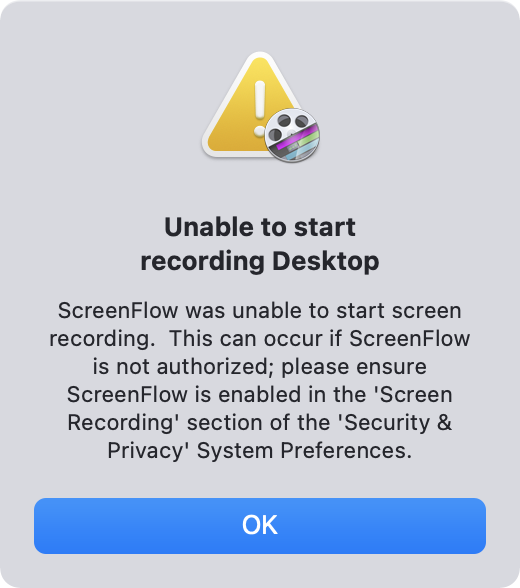 Unable to start
recording Desktop
ScreenFlow was unable to start screen
recording.  This can occur if ScreenFlow
is not authorized; please ensure
ScreenFlow is enabled in the 'Screen
Recording' section of the 'Security &
Privacy' System Preferences.
OK